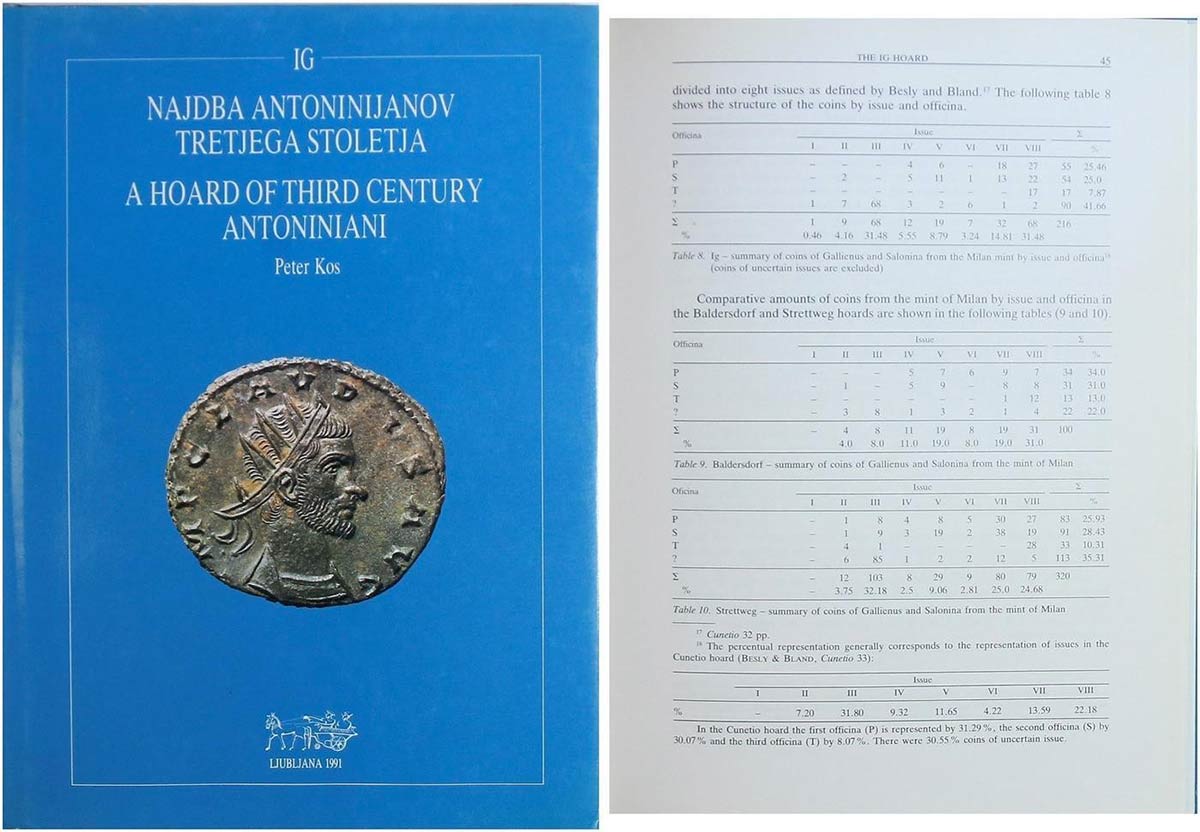 IG
NAJDBA ANTONINIJANOV
TRETJEGA STOLETJA
A HOARD OF THIRD CENTURY
ANTONINIANI
Peter Kos
LJUBLJANA 1991
THE IG HOARD 45
divided into eight issues as defined by Besly and Bland.17 The following table 8
shows the structure of the coins by issue and officina.
Officina Issue Σ
I II III IV V VI VII VIII %
P – – – 4 6 – 18 27 55 25.46
S – 2 – 5 11 1 13 22 54 25.0
T – – – – – – – 17 17 7.87
? 1 7 68 3 2 6 1 2 90 41.66
Σ 1 9 68 12 19 7 32 68 216
% 0.46 4.16 31.48 5.55 8.79 3.24 14.81 31.48
Table 8. Ig – summary of coins of Gallienus and Salonina from the Milan mint by issue and officina18
(coins of uncertain issues are excluded)
Comparative amounts of coins from the mint of Milan by issue and officina in
the Baldersdorf and Strettweg hoards are shown in the following tables (9 and 10).
Officina Issue Σ
I II III IV V VI VII VIII %
P – – – 5 7 6 9 7 34 34.0
S – 1 – 5 9 – 8 8 31 31.0
T – – – – – – 1 12 13 13.0
? – 3 8 1 3 2 1 4 22 22.0
Σ – 4 8 11 19 8 19 31 100
% 4.0 8.0 11.0 19.0 8.0 19.0 31.0
Table 9. Baldersdorf – summary of coins of Gallienus and Salonina from the mint of Milan
Oficina Issue Σ
I II III IV V VI VII VIII %
P – 1 8 4 8 5 30 27 83 25.93
S – 1 9 3 19 2 38 19 91 28.43
T – 4 1 – – – – 28 33 10.31
? – 6 85 1 2 2 12 5 113 35.31
Σ – 12 103 8 29 9 80 79 320
% – 3.75 32.18 2.5 9.06 2.81 25.0 24.68
Table 10. Strettweg – summary of coins of Gallienus and Salonina from the mint of Milan
17 Cunetio 32 pp.
18 The percentual representation generally corresponds to the representation of issues in the
Cunetio hoard (BESLY & BLAND, Cunetio 33):
Issue
I II III IV V VI VII VIII
% – 7.20 31.80 9.32 11.65 4.22 13.59 22.18
In the Cunetio hoard the first officina (P) is represented by 31.29 %, the second officina (S) by
30.07 % and the third officina (T) by 8.07 %. There were 30.55 % coins of uncertain issue.